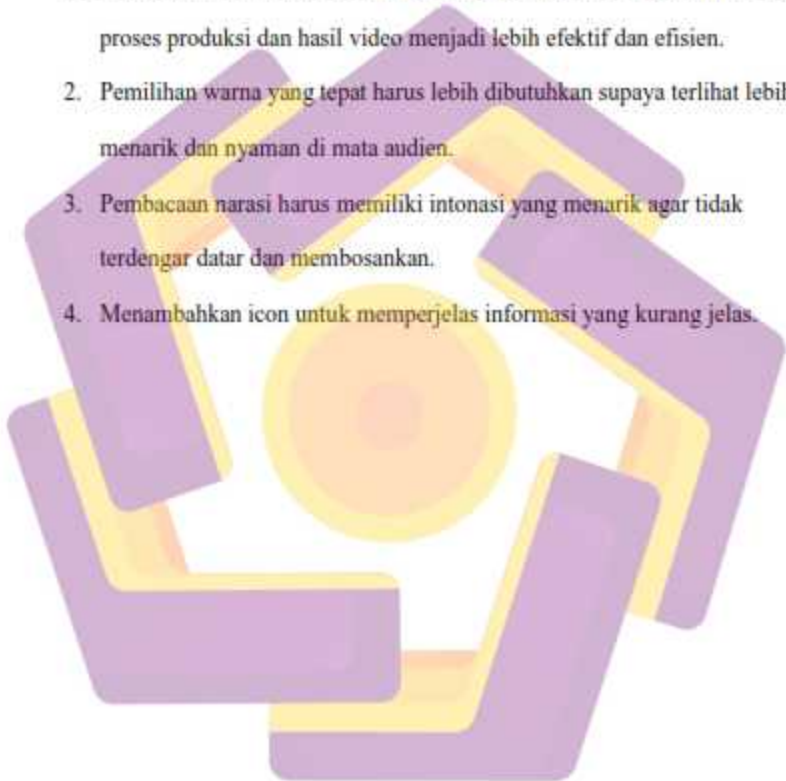 proses produksi dan hasil video menjadi lebih efektif dan efisien.
2. Pemilihan warna yang tepat harus lebih dibutuhkan supaya terlihat lebih
menarik dan nyaman di mata audien.
3. Pembacaan narasi harus memiliki intonasi yang menarik agar tidak
terdengar datar dan membosankan.
4. Menambahkan icon untuk memperjelas informasi yang kurang jelas.